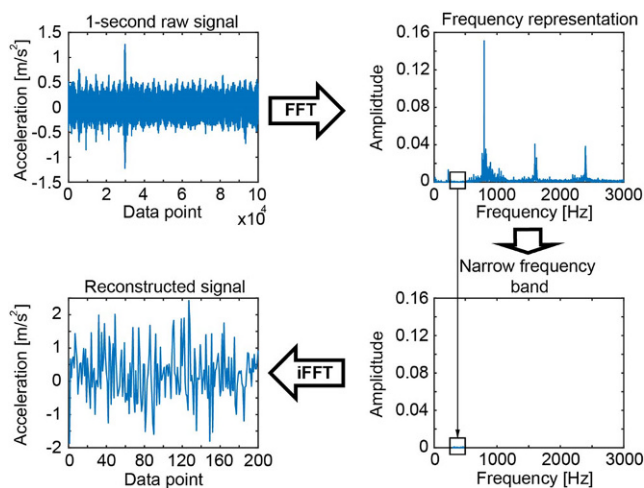 1-second raw signal
Acceleration [m/s²]
1.5
1
0.5
0
-0.5
-1
-1.5
0 2 4 6 8 10
Data point
x10⁴
FFT
Frequency representation
Amplidtude
0.16
0.12
0.08
0.04
0
0 1000 2000 3000
Frequency [Hz]
Narrow frequency
band
Amplidtude
0.16
0.12
0.08
0.04
0
0 1000 2000 3000
Frequency [Hz]
iFFT
Reconstructed signal
Acceleration [m/s²]
2
1
0
-1
-2
0 40 80 120 160 200
Data point